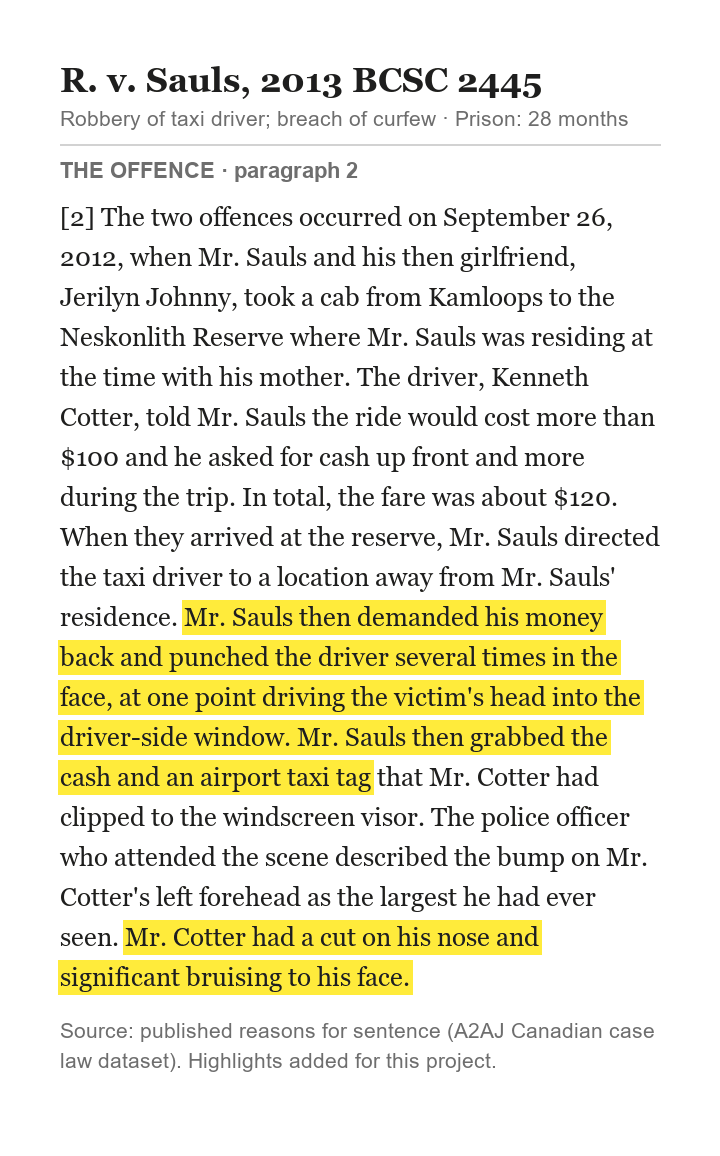 R. v. Sauls, 2013 BCSC 2445
Robbery of taxi driver; breach of curfew · Prison: 28 months
THE OFFENCE · paragraph 2
[2] The two offences occurred on September 26,
2012, when Mr. Sauls and his then girlfriend,
Jerilyn Johnny, took a cab from Kamloops to the
Neskonlith Reserve where Mr. Sauls was residing at
the time with his mother. The driver, Kenneth
Cotter, told Mr. Sauls the ride would cost more than
$100 and he asked for cash up front and more
during the trip. In total, the fare was about $120.
When they arrived at the reserve, Mr. Sauls directed
the taxi driver to a location away from Mr. Sauls'
residence. Mr. Sauls then demanded his money
back and punched the driver several times in the
face, at one point driving the victim's head into the
driver-side window. Mr. Sauls then grabbed the
cash and an airport taxi tag that Mr. Cotter had
clipped to the windscreen visor. The police officer
who attended the scene described the bump on Mr.
Cotter's left forehead as the largest he had ever
seen. Mr. Cotter had a cut on his nose and
significant bruising to his face.
Source: published reasons for sentence (A2AJ Canadian case
law dataset). Highlights added for this project.